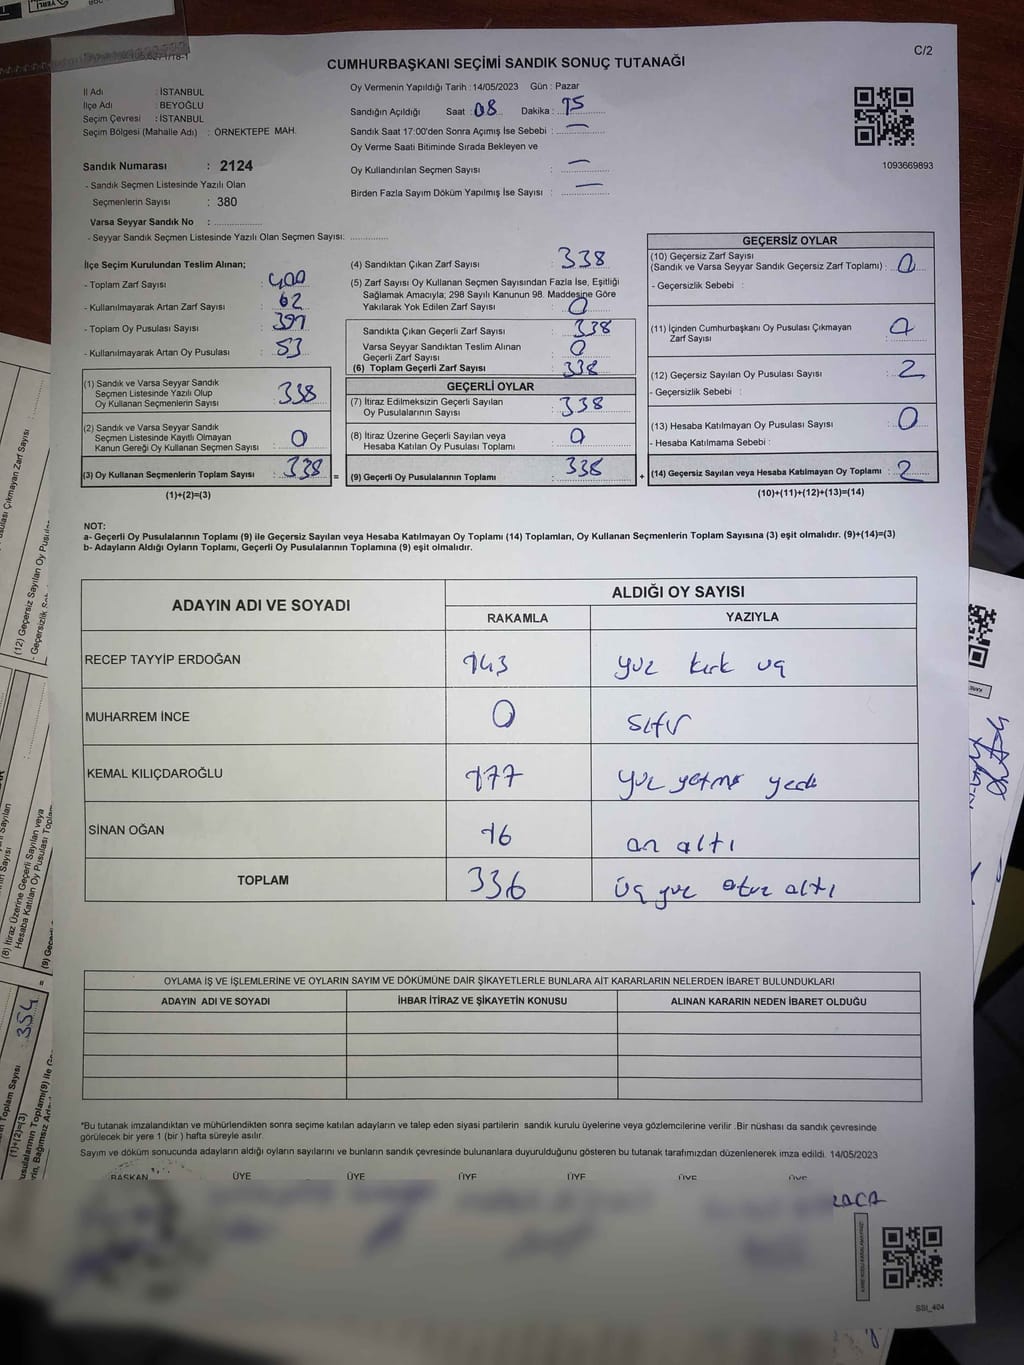 C/2
CUMHURBAŞKANI SEÇİMİ SANDIK SONUÇ TUTANAĞI
İl Adı : İSTANBUL
İlçe Adı : BEYOĞLU
Seçim Çevresi : İSTANBUL
Seçim Bölgesi (Mahalle Adı) : ÖRNEKTEPE MAH.
Sandık Numarası : 2124
- Sandık Seçmen Listesinde Yazılı Olan
Seçmenlerin Sayısı : 380
Varsa Seyyar Sandık No : ................
- Seyyar Sandık Seçmen Listesinde Yazılı Olan Seçmen Sayısı: .............
Oy Vermenin Yapıldığı Tarih : 14/05/2023 Gün : Pazar
Sandığın Açıldığı Saat : 08 Dakika : 15
Sandık Saat 17:00'den Sonra Açımış İse Sebebi : —
Oy Verme Saati Bitiminde Sırada Bekleyen ve
Oy Kullandırılan Seçmen Sayısı : —
Birden Fazla Sayım Döküm Yapılmış İse Sayısı : —
1093669893
İlçe Seçim Kurulundan Teslim Alınan;
- Toplam Zarf Sayısı : 400
- Kullanılmayarak Artan Zarf Sayısı : 62
- Toplam Oy Pusulası Sayısı : 391
- Kullanılmayarak Artan Oy Pusulası : 53
(1) Sandık ve Varsa Seyyar Sandık
Seçmen Listesinde Yazılı Olup
Oy Kullanan Seçmenlerin Sayısı : 338
(2) Sandık ve Varsa Seyyar Sandık
Seçmen Listesinde Kayıtlı Olmayan
Kanun Gereği Oy Kullanan Seçmen Sayısı : 0
(3) Oy Kullanan Seçmenlerin Toplam Sayısı : 338 =
(1)+(2)=(3)
(4) Sandıktan Çıkan Zarf Sayısı : 338
(5) Zarf Sayısı Oy Kullanan Seçmen Sayısından Fazla İse, Eşitliği
Sağlamak Amacıyla; 298 Sayılı Kanunun 98. Maddesine Göre
Yakılarak Yok Edilen Zarf Sayısı : 0
Sandıkta Çıkan Geçerli Zarf Sayısı : 338
Varsa Seyyar Sandıktan Teslim Alınan
Geçerli Zarf Sayısı : 0
(6) Toplam Geçerli Zarf Sayısı : 338
GEÇERLİ OYLAR
(7) İtiraz Edilmeksizin Geçerli Sayılan
Oy Pusulalarının Sayısı : 338
(8) İtiraz Üzerine Geçerli Sayılan veya
Hesaba Katılan Oy Pusulası Toplamı : 0
(9) Geçerli Oy Pusulalarının Toplamı : 338 +
GEÇERSİZ OYLAR
(10) Geçersiz Zarf Sayısı
(Sandık ve Varsa Seyyar Sandık Geçersiz Zarf Toplamı) : 0
- Geçersizlik Sebebi :
(11) İçinden Cumhurbaşkanı Oy Pusulası Çıkmayan
Zarf Sayısı : 0
(12) Geçersiz Sayılan Oy Pusulası Sayısı : 2
- Geçersizlik Sebebi :
(13) Hesaba Katılmayan Oy Pusulası Sayısı : 0
- Hesaba Katılmama Sebebi :
(14) Geçersiz Sayılan veya Hesaba Katılmayan Oy Toplamı : 2
(10)+(11)+(12)+(13)=(14)
NOT:
a- Geçerli Oy Pusulalarının Toplamı (9) ile Geçersiz Sayılan veya Hesaba Katılmayan Oy Toplamı (14) Toplamları, Oy Kullanan Seçmenlerin Toplam Sayısına (3) eşit olmalıdır. (9)+(14)=(3)
b- Adayların Aldığı Oyların Toplamı, Geçerli Oy Pusulalarının Toplamına (9) eşit olmalıdır.
ADAYIN ADI VE SOYADI
ALDIĞI OY SAYISI
RAKAMLA YAZIYLA
RECEP TAYYİP ERDOĞAN 143 yüz kırk üç
MUHARREM İNCE 0 sıfır
KEMAL KILIÇDAROĞLU 177 yüz yetmiş yedi
SİNAN OĞAN 16 on altı
TOPLAM 336 üç yüz otuz altı
OYLAMA İŞ VE İŞLEMLERİNE VE OYLARIN SAYIM VE DÖKÜMÜNE DAİR ŞİKAYETLERLE BUNLARA AİT KARARLARIN NELERDEN İBARET BULUNDUKLARI
ADAYIN ADI VE SOYADI İHBAR İTİRAZ VE ŞİKAYETİN KONUSU ALINAN KARARIN NEDEN İBARET OLDUĞU
*Bu tutanak imzalandıktan ve mühürlendikten sonra seçime katılan adayların ve talep eden siyasi partilerin sandık kurulu üyelerine veya gözlemcilerine verilir .Bir nüshası da sandık çevresinde
görülecek bir yere 1 (bir ) hafta süreyle asılır.
Sayım ve döküm sonucunda adayların aldığı oyların sayılarını ve bunların sandık çevresinde bulunanlara duyurulduğunu gösteren bu tutanak tarafımızdan düzenlenerek imza edildi. 14/05/2023
BAŞKAN ÜYE ÜYE ÜYE ÜYE ÜYE ÜYE
SSI_404
(12) Geçersiz Sayılan Oy Pusulas
(8) İtiraz Üzerine Geçerli Sayılan veya
Hesaba Katılan Oy Pusulası Toplam
354
(1)+(2)=(3)